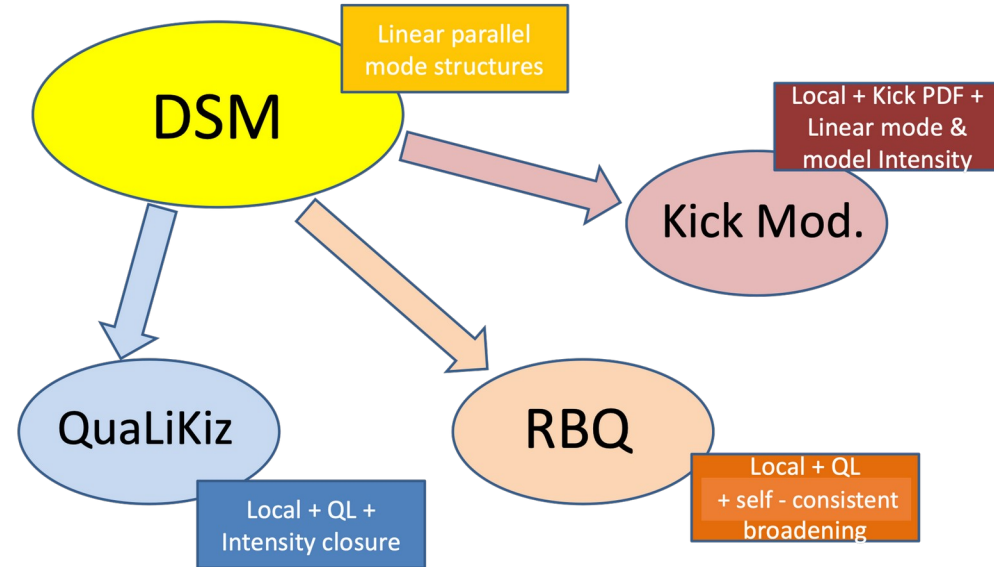 Linear parallel
mode structures
DSM
Local + Kick PDF +
Linear mode &
model Intensity
Kick Mod.
QuaLiKiz
Local + QL +
Intensity closure
RBQ
Local + QL
+ self - consistent
broadening